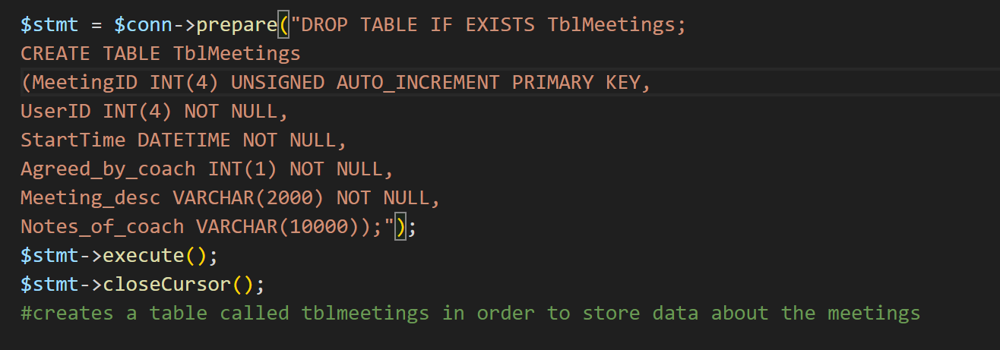 $stmt = $conn->prepare("DROP TABLE IF EXISTS TblMeetings;
CREATE TABLE TblMeetings
(MeetingID INT(4) UNSIGNED AUTO_INCREMENT PRIMARY KEY,
UserID INT(4) NOT NULL,
StartTime DATETIME NOT NULL,
Agreed_by_coach INT(1) NOT NULL,
Meeting_desc VARCHAR(2000) NOT NULL,
Notes_of_coach VARCHAR(10000));");
$stmt->execute();
$stmt->closeCursor();
#creates a table called tblmeetings in order to store data about the meetings